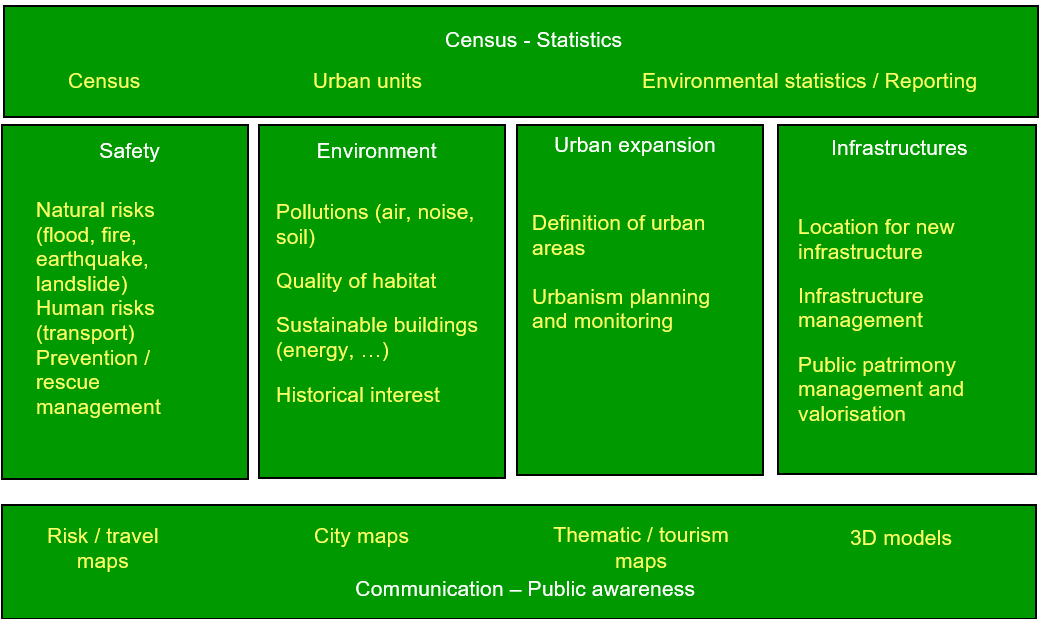 Census - Statistics
Census
Urban units
Environmental statistics / Reporting
Safety
Natural risks
(flood, fire,
earthquake,
landslide)
Human risks
(transport)
Prevention /
rescue
management
Environment
Pollutions (air, noise,
soil)
Quality of habitat
Sustainable buildings
(energy, …)
Historical interest
Urban expansion
Definition of urban
areas
Urbanism planning
and monitoring
Infrastructures
Location for new
infrastructure
Infrastructure
management
Public patrimony
management and
valorisation
Risk / travel
maps
City maps
Thematic / tourism
maps
3D models
Communication – Public awareness